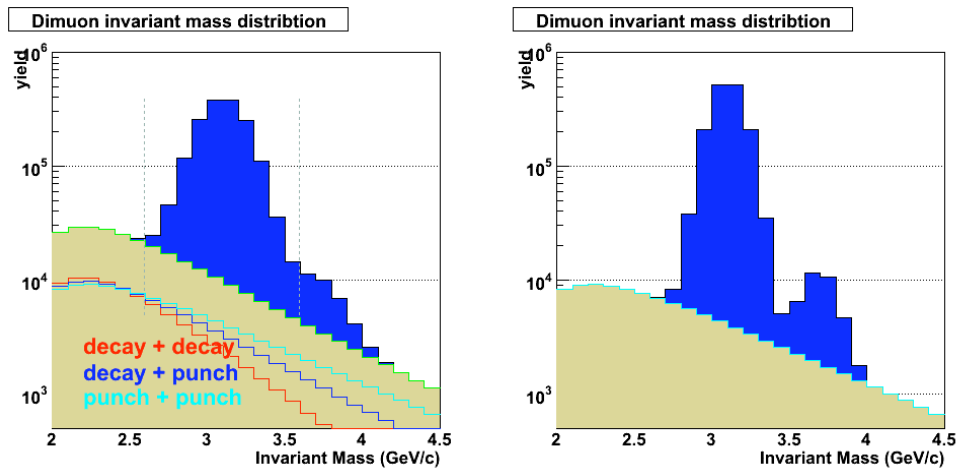 Dimuon invariant mass distribtion
yield
10^6
10^5
10^4
10^3
decay + decay
decay + punch
punch + punch
2 2.5 3 3.5 4 4.5
Invariant Mass (GeV/c)
Dimuon invariant mass distribtion
yield
10^6
10^5
10^4
10^3
2 2.5 3 3.5 4 4.5
Invariant Mass (GeV/c)